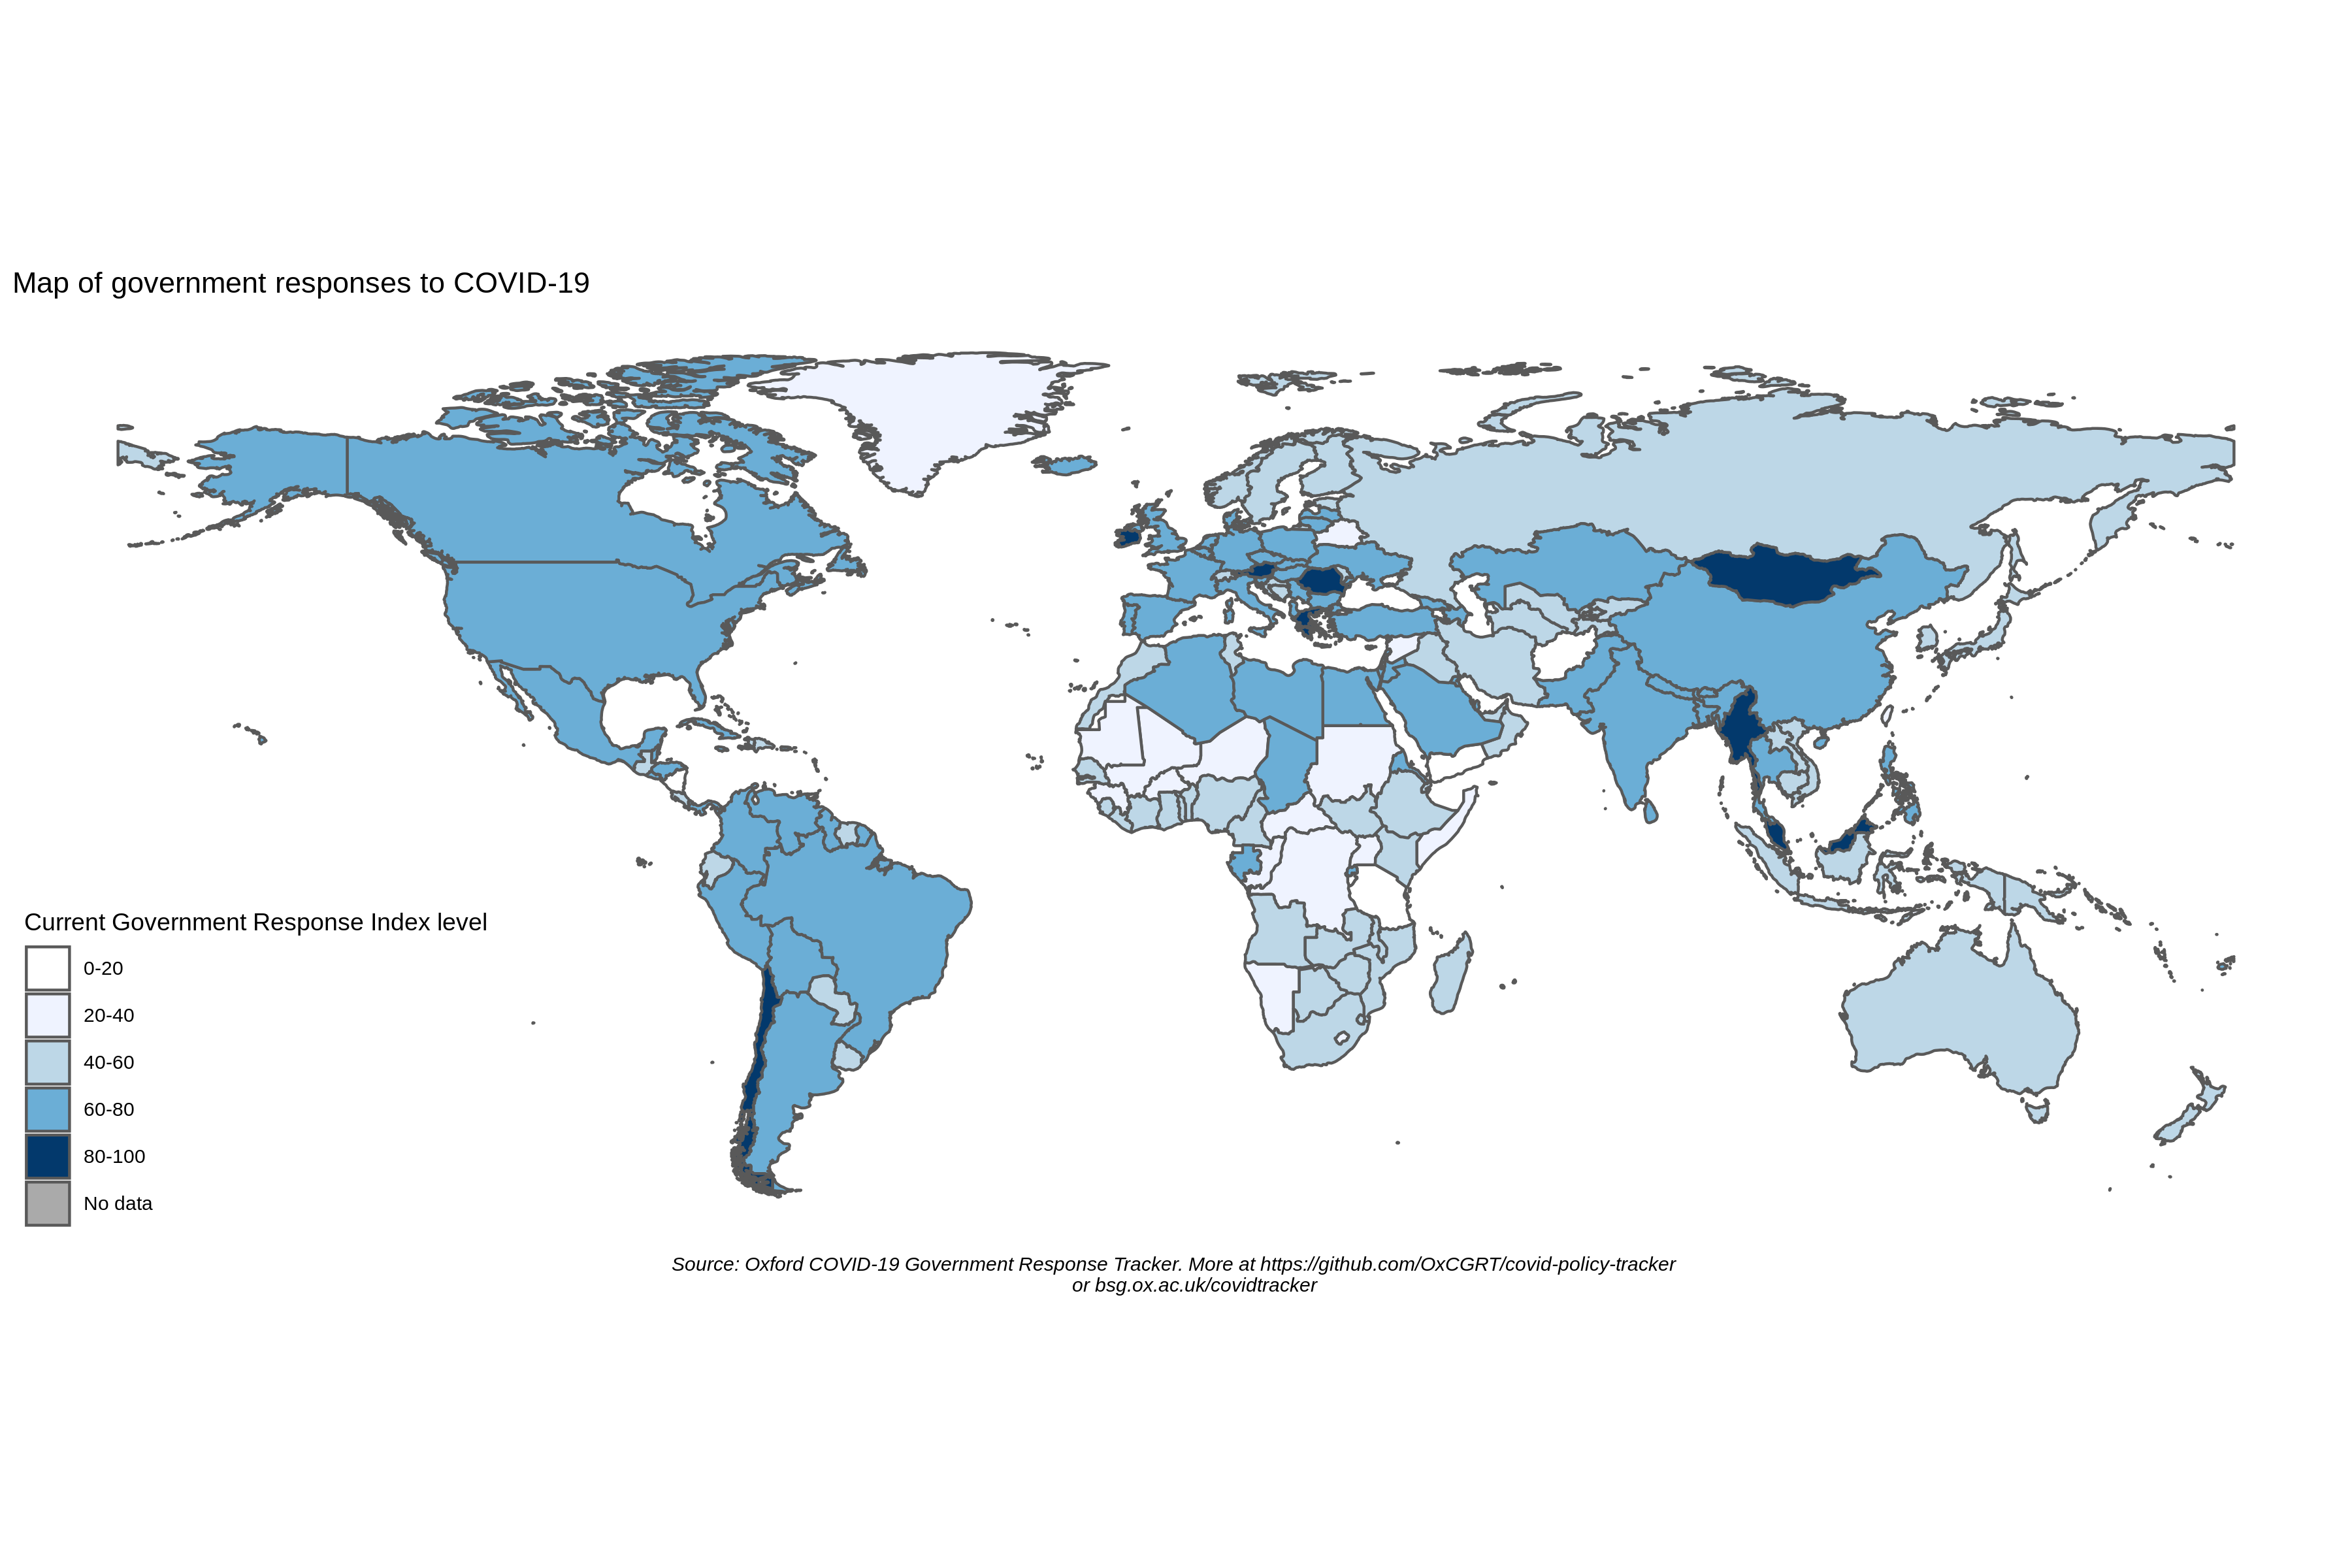 Map of government responses to COVID-19
Current Government Response Index level
0-20
20-40
40-60
60-80
80-100
No data
Source: Oxford COVID-19 Government Response Tracker. More at https://github.com/OxCGRT/covid-policy-tracker
or bsg.ox.ac.uk/covidtracker